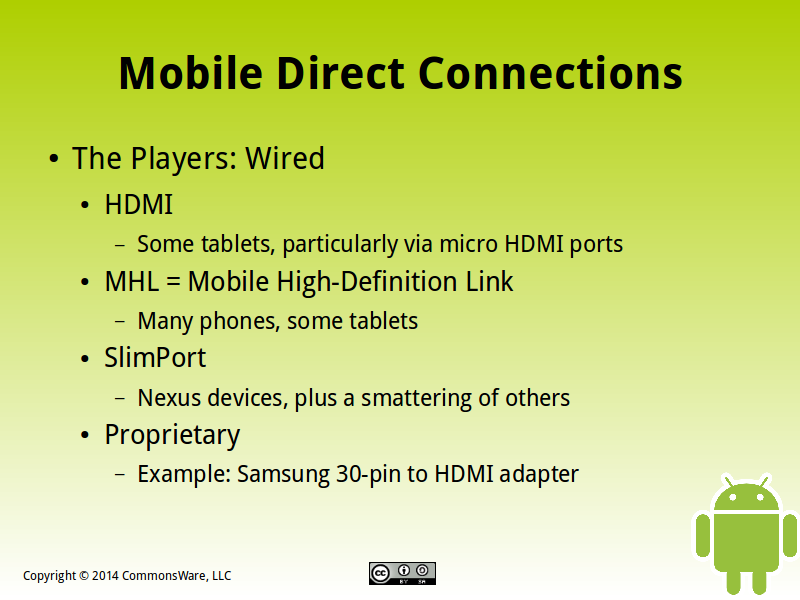 Mobile Direct Connections
● The Players: Wired
● HDMI
– Some tablets, particularly via micro HDMI ports
● MHL = Mobile High-Definition Link
– Many phones, some tablets
● SlimPort
– Nexus devices, plus a smattering of others
● Proprietary
– Example: Samsung 30-pin to HDMI adapter
Copyright © 2014 CommonsWare, LLC
cc BY SA